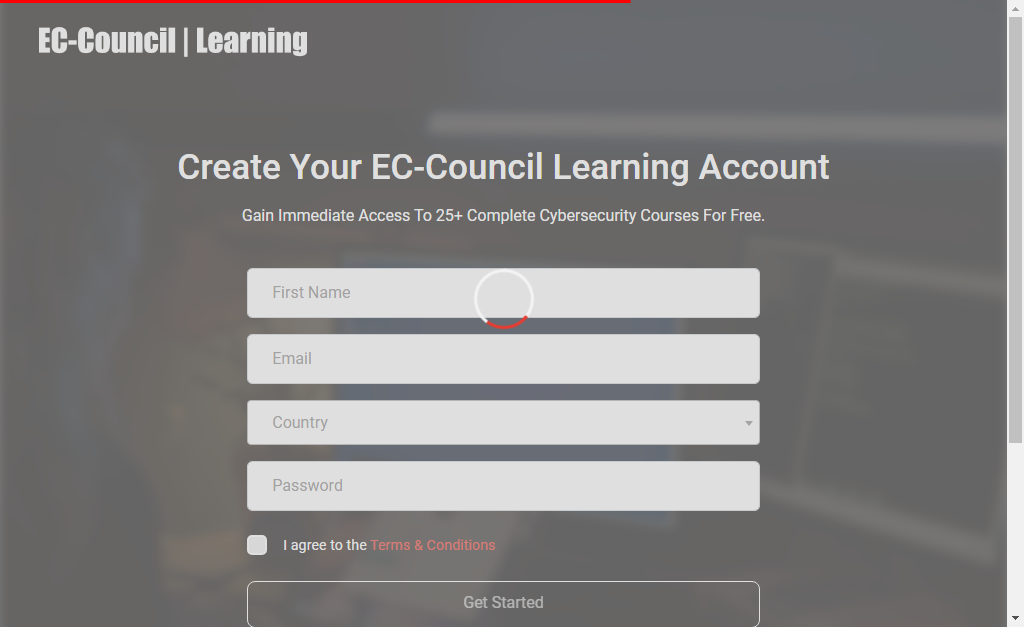 EC-Council | Learning
Create Your EC-Council Learning Account
Gain Immediate Access To 25+ Complete Cybersecurity Courses For Free.
First Name
Email
Country
Password
I agree to the Terms & Conditions
Get Started